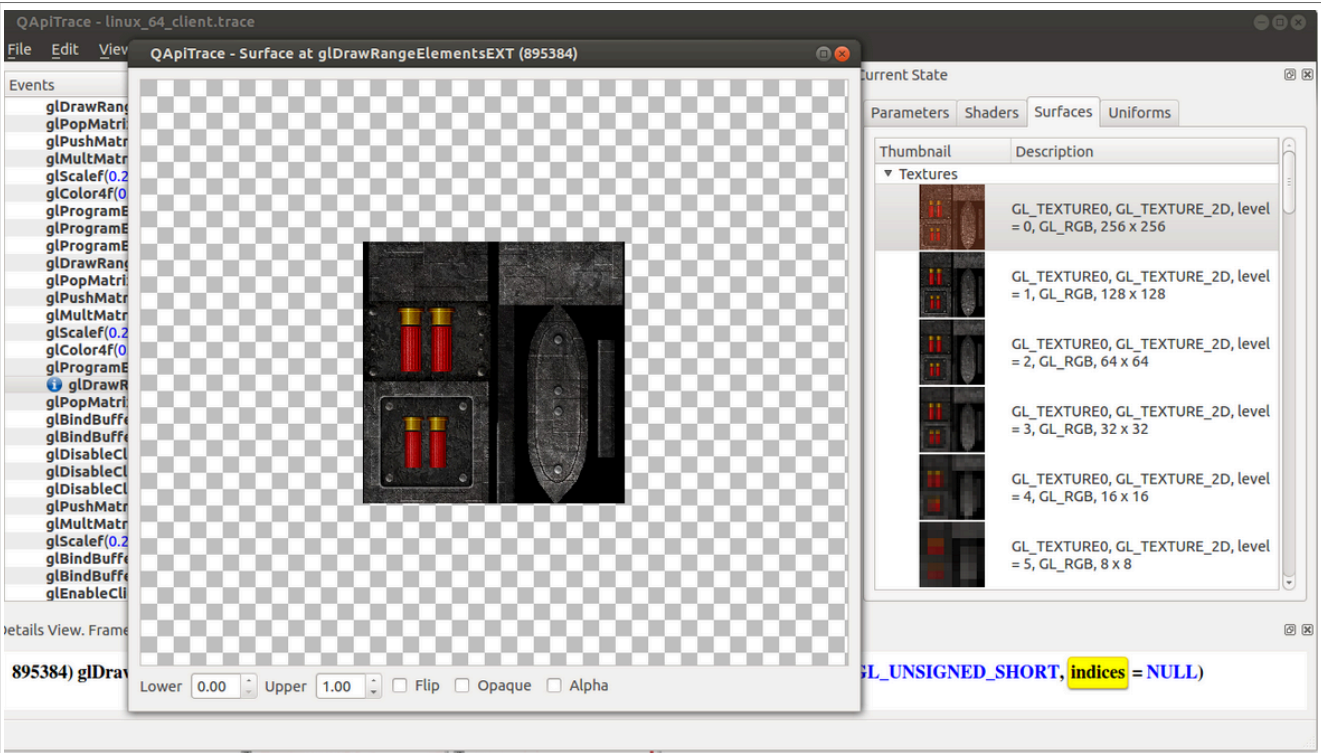 QApiTrace - linux_64_client.trace
File Edit View
QApiTrace - Surface at glDrawRangeElementsEXT (895384)
Events
glDrawRang
glPopMatri
glPushMatr
glMultMatr
glScalef(0.2
glColor4f(0
glProgramE
glProgramE
glProgramE
glDrawRang
glPopMatri
glPushMatr
glMultMatr
glScalef(0.2
glColor4f(0
glProgramE
glDrawR
glPopMatri
glBindBuffe
glBindBuffe
glDisableCl
glDisableCl
glDisableCl
glPushMatr
glMultMatr
glScalef(0.2
glBindBuffe
glBindBuffe
glEnableCli
Lower 0.00 Upper 1.00 Flip Opaque Alpha
Current State
Parameters Shaders Surfaces Uniforms
Thumbnail Description
Textures
GL_TEXTURE0, GL_TEXTURE_2D, level
= 0, GL_RGB, 256 x 256
GL_TEXTURE0, GL_TEXTURE_2D, level
= 1, GL_RGB, 128 x 128
GL_TEXTURE0, GL_TEXTURE_2D, level
= 2, GL_RGB, 64 x 64
GL_TEXTURE0, GL_TEXTURE_2D, level
= 3, GL_RGB, 32 x 32
GL_TEXTURE0, GL_TEXTURE_2D, level
= 4, GL_RGB, 16 x 16
GL_TEXTURE0, GL_TEXTURE_2D, level
= 5, GL_RGB, 8 x 8
Details View. Frame
895384) glDraw GL_UNSIGNED_SHORT, indices = NULL)